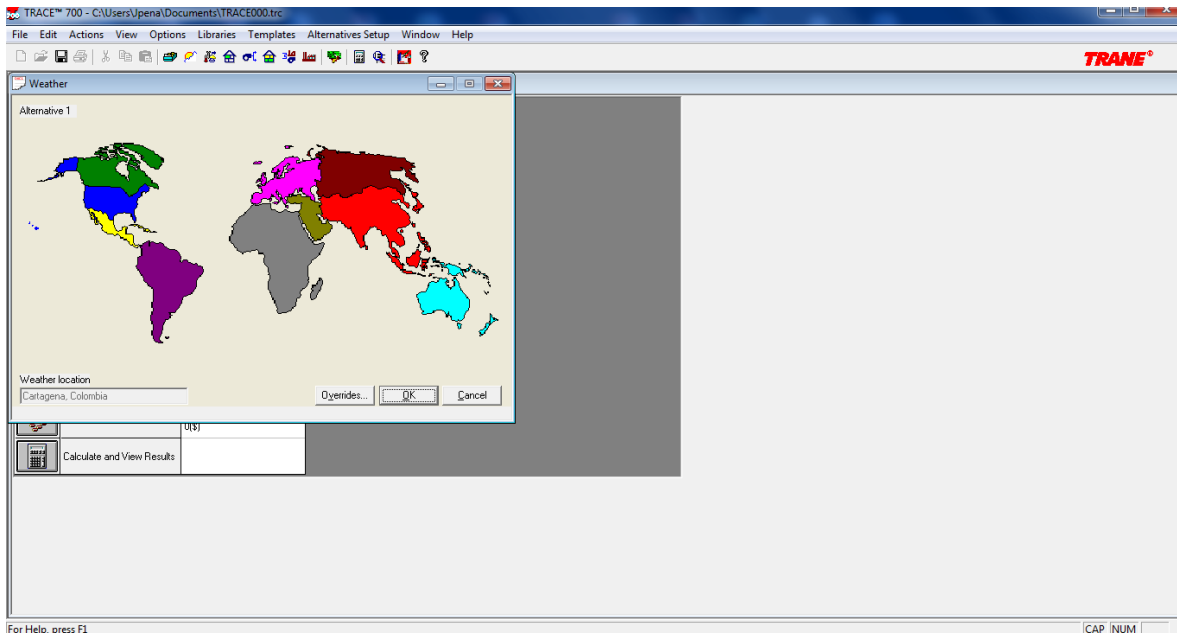 TRACE™ 700 - C:\Users\Jpena\Documents\TRACE000.trc
File Edit Actions View Options Libraries Templates Alternatives Setup Window Help
TRANE®
Weather
Alternative 1
Weather location
Cartagena, Colombia
Overrides... OK Cancel
0($)
Calculate and View Results
For Help, press F1
CAP NUM